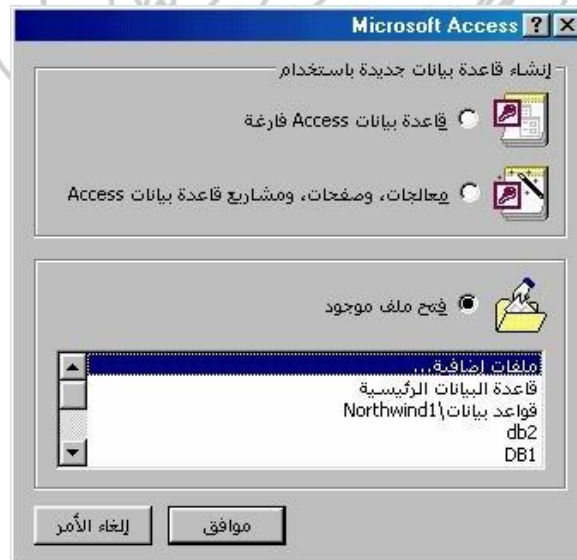 Microsoft Access
إنشاء قاعدة بيانات جديدة باستخدام
قاعدة بيانات Access فارغة
معالجات، وصفحات، ومشاريع قاعدة بيانات Access
فتح ملف موجود
ملفات إضافية...
قاعدة البيانات الرئيسية
قواعد بيانات\Northwind1
db2
DB1
موافق
إلغاء الأمر